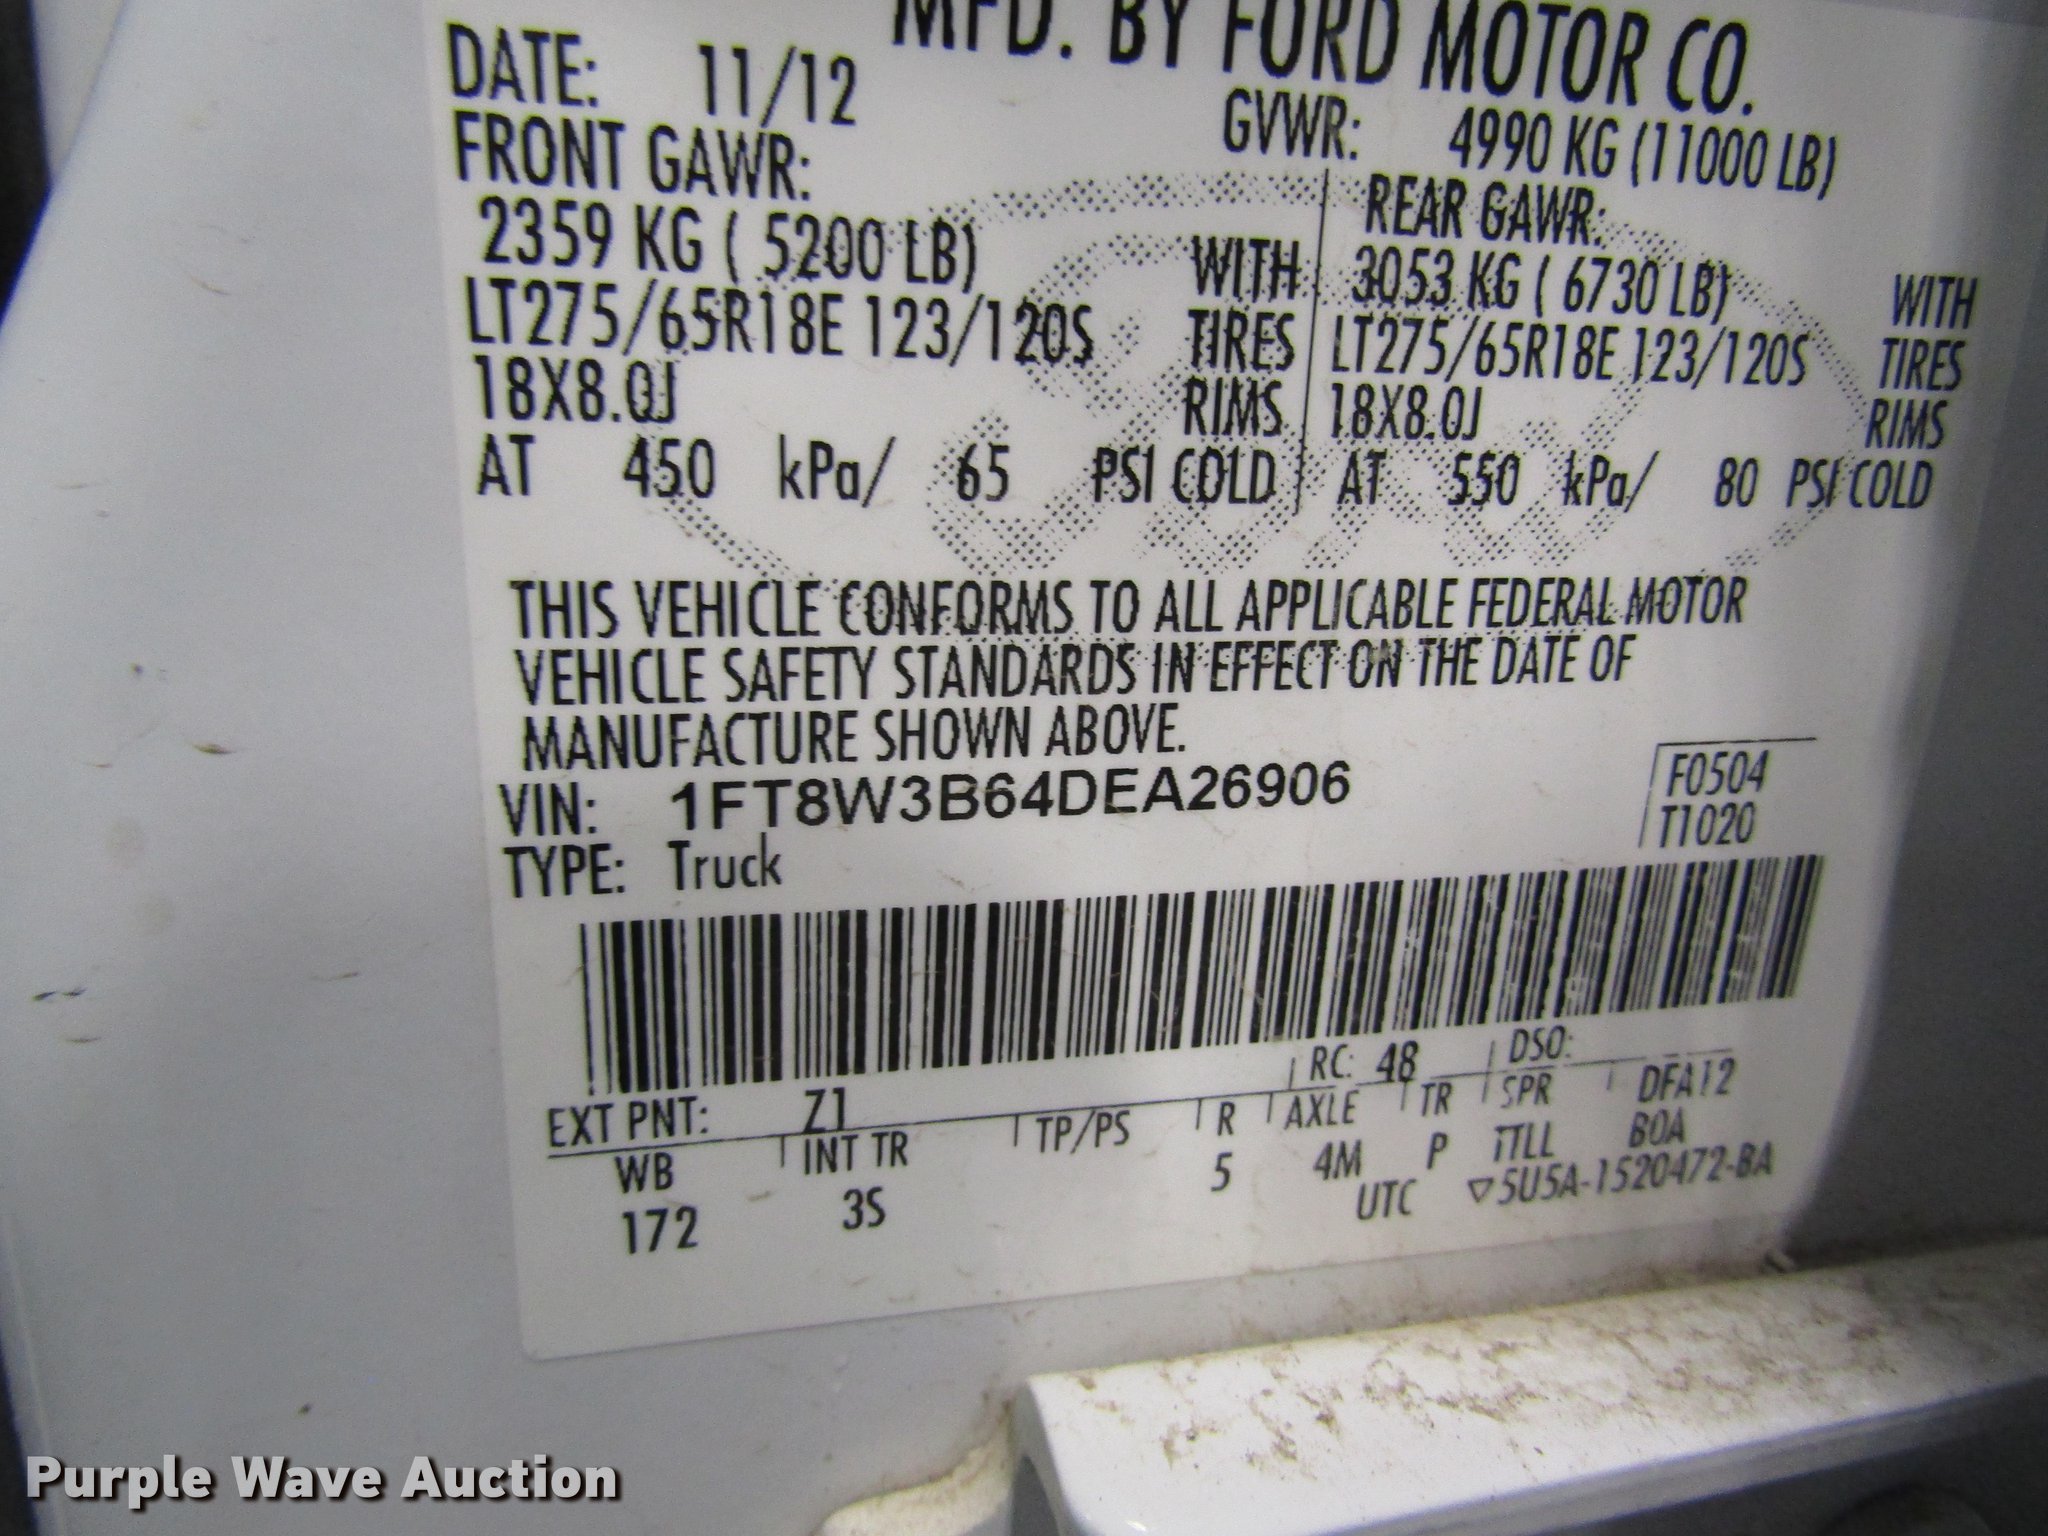 MFD. BY FORD MOTOR CO.
DATE: 11/12 GVWR: 4990 KG (11000 LB)
FRONT GAWR: REAR GAWR:
2359 KG ( 5200 LB) WITH 3053 KG ( 6730 LB) WITH
LT275/65R18E 123/120S TIRES LT275/65R18E 123/120S TIRES
18X8.0J RIMS 18X8.0J RIMS
AT 450 kPa/ 65 PSI COLD AT 550 kPa/ 80 PSI COLD
THIS VEHICLE CONFORMS TO ALL APPLICABLE FEDERAL MOTOR
VEHICLE SAFETY STANDARDS IN EFFECT ON THE DATE OF
MANUFACTURE SHOWN ABOVE.
VIN: 1FT8W3B64DEA26906 F0504
TYPE: Truck T1020
EXT PNT: Z1 RC: 48 DSO:
WB INT TR TP/PS R AXLE TR SPR DFA12
172 3S 5 4M P ITLL BOA
UTC ▽5U5A-1520472-BA
Purple Wave Auction